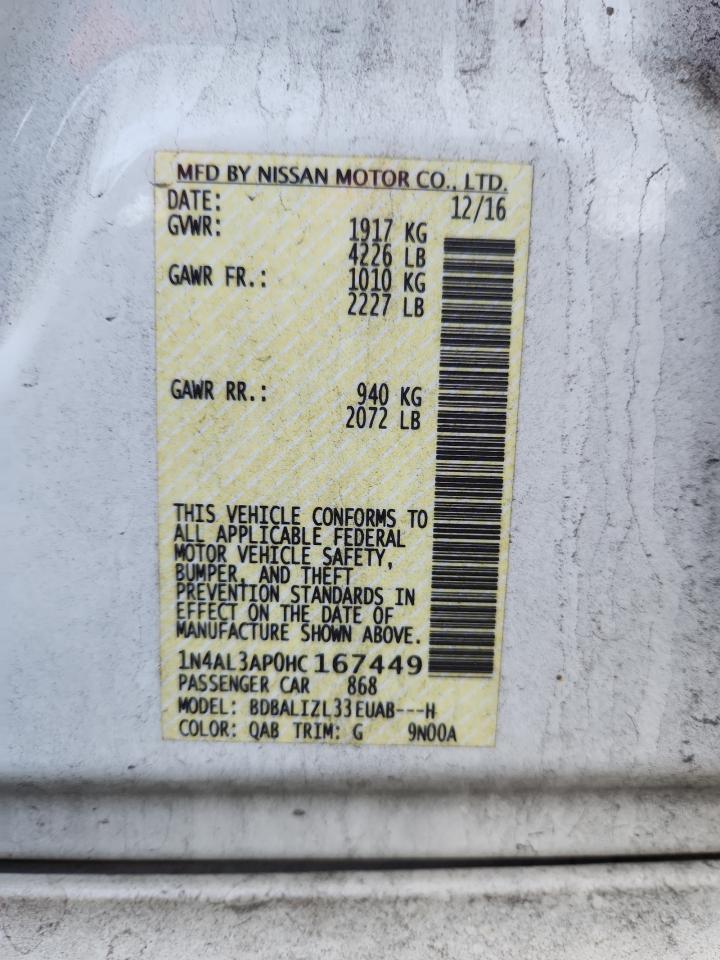 MFD BY NISSAN MOTOR CO., LTD.
DATE: 12/16
GVWR: 1917 KG
4226 LB
GAWR FR.: 1010 KG
2227 LB
GAWR RR.: 940 KG
2072 LB
THIS VEHICLE CONFORMS TO
ALL APPLICABLE FEDERAL
MOTOR VEHICLE SAFETY,
BUMPER, AND THEFT
PREVENTION STANDARDS IN
EFFECT ON THE DATE OF
MANUFACTURE SHOWN ABOVE.
1N4AL3AP0HC167449
PASSENGER CAR 868
MODEL: BDBALIZL33EUAB---H
COLOR: QAB TRIM: G 9N00A